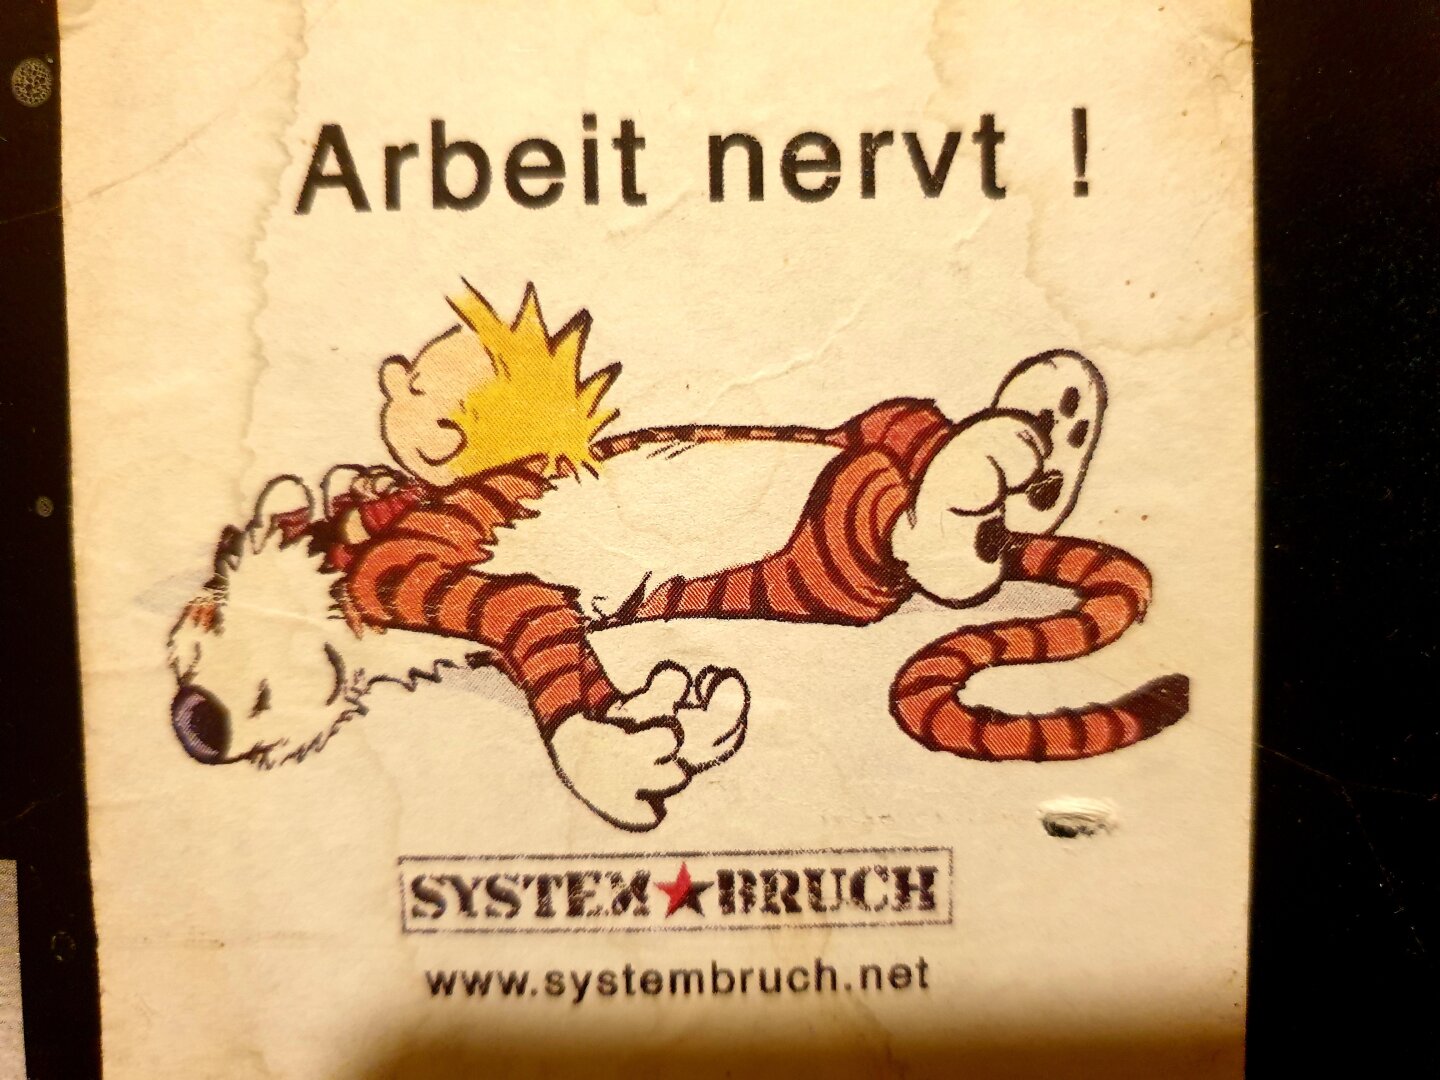 Arbeit nervt !
SYSTEM★BRUCH
www.systembruch.net